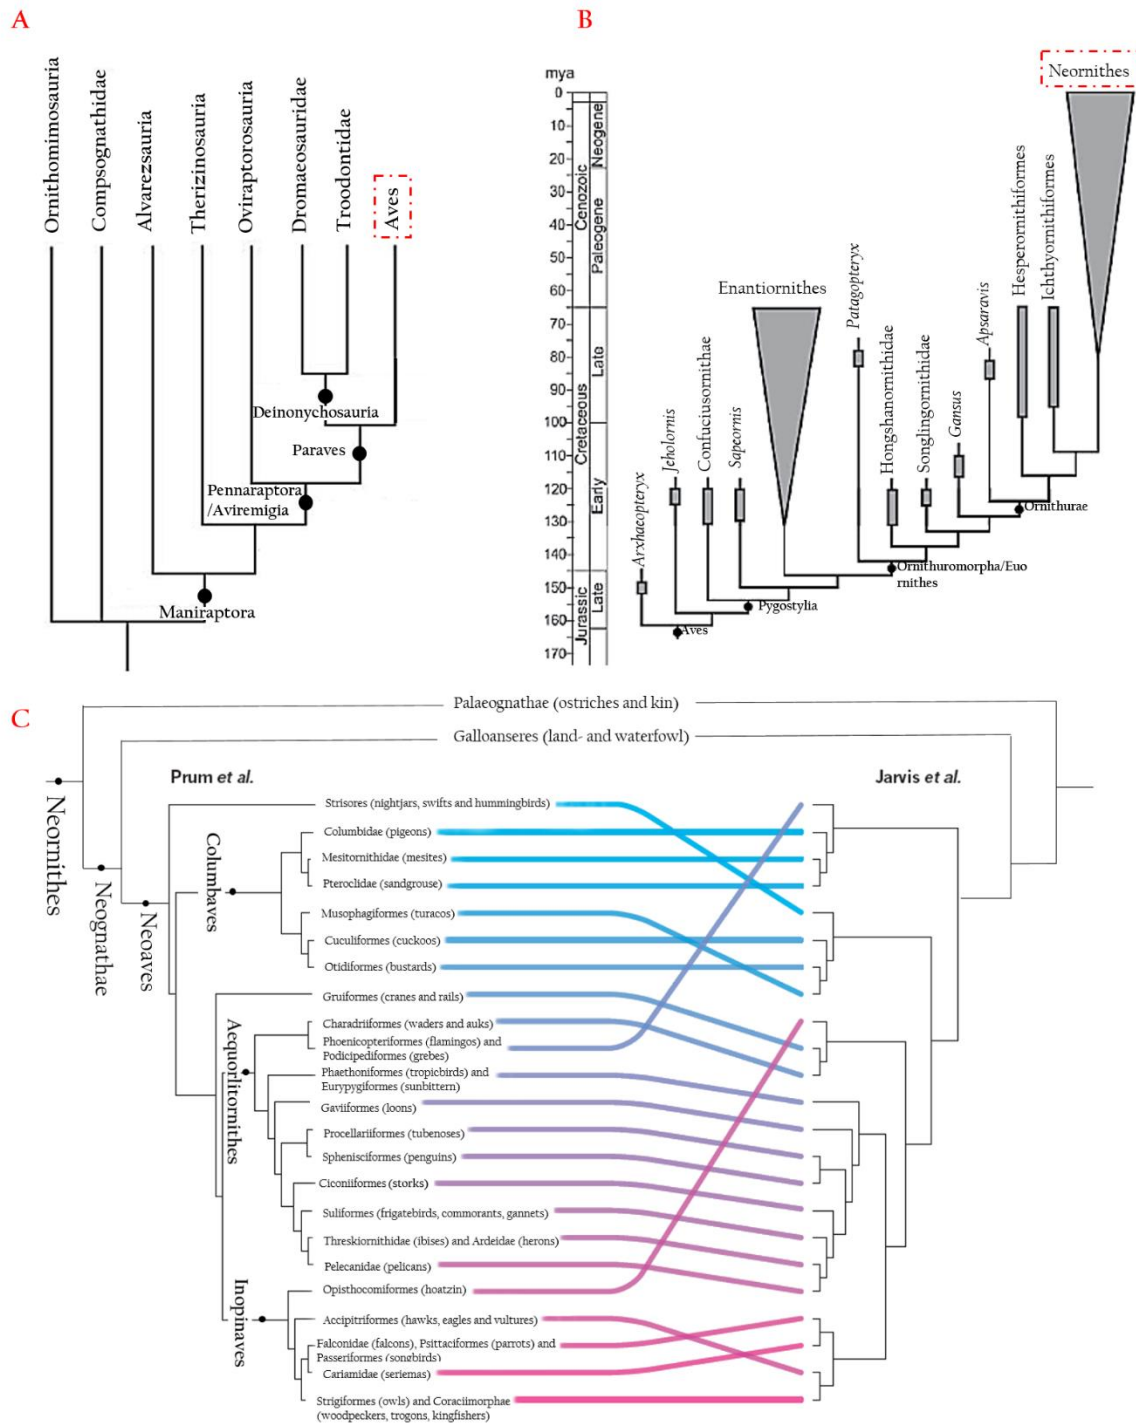 A
Ornithomimosauria
Compsognathidae
Alvarezsauria
Therizinosauria
Oviraptorosauria
Dromaeosauridae
Troodontidae
Aves
Deinonychosauria
Paraves
Pennaraptora
/Aviremigia
Maniraptora
B
mya
0
10
20
30
40
50
60
70
80
90
100
110
120
130
140
150
160
170
Cenozoic
Cretaceous
Jurassic
Neogene
Paleogene
Late
Early
Late
Arxhaeopteryx
Jeholornis
Confuciusornithae
Sapeornis
Enantiornithes
Patagopteryx
Hongshanornithidae
Songlingornithidae
Gansus
Apsaravis
Hesperornithiformes
Ichthyornithiformes
Neornithes
Ornithurae
Ornithuromorpha/Euo
rnithes
Pygostylia
Aves
C
Palaeognathae (ostriches and kin)
Galloanseres (land- and waterfowl)
Prum et al.
Jarvis et al.
Neornithes
Neognathae
Neoaves
Columbaves
Aequorlitornithes
Inopinaves
Strisores (nightjars, swifts and hummingbirds)
Columbidae (pigeons)
Mesitornithidae (mesites)
Pteroclidae (sandgrouse)
Musophagiformes (turacos)
Cuculiformes (cuckoos)
Otidiformes (bustards)
Gruiformes (cranes and rails)
Charadriiformes (waders and auks)
Phoenicopteriformes (flamingos) and
Podicipediformes (grebes)
Phaethoniformes (tropicbirds) and
Eurypygiformes (sunbittern)
Gaviiformes (loons)
Procellariiformes (tubenoses)
Sphenisciformes (penguins)
Ciconiiformes (storks)
Suliformes (frigatebirds, commorants, gannets)
Threskiornithidae (ibises) and Ardeidae (herons)
Pelecanidae (pelicans)
Opisthocomiformes (hoatzin)
Accipitriformes (hawks, eagles and vultures)
Falconidae (falcons), Psittaciformes (parrots) and
Passeriformes (songbirds)
Cariamidae (seriemas)
Strigiformes (owls) and Coraciimorphae
(woodpeckers, trogons, kingfishers)